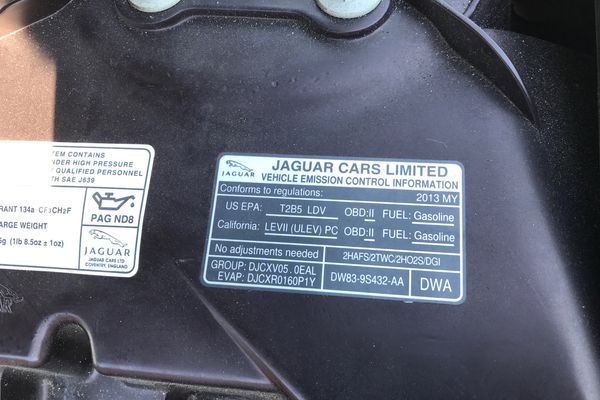 TEM CONTAINS
NDER HIGH PRESSURE
Y QUALIFIED PERSONNEL
TH SAE J639
RANT 134a CF3CH2F
ARGE WEIGHT
g (1lb 8.5oz ± 1oz)
PAG ND8
JAGUAR
JAGUAR CARS LTD
COVENTRY, ENGLAND
JAGUAR
JAGUAR CARS LIMITED
VEHICLE EMISSION CONTROL INFORMATION
Conforms to regulations: 2013 MY
US EPA: T2B5 LDV OBD:II FUEL: Gasoline
California: LEVII (ULEV) PC OBD:II FUEL: Gasoline
No adjustments needed 2HAFS/2TWC/2HO2S/DGI
GROUP: DJCXV05.0EAL
EVAP: DJCXR0160P1Y
DW83-9S432-AA DWA